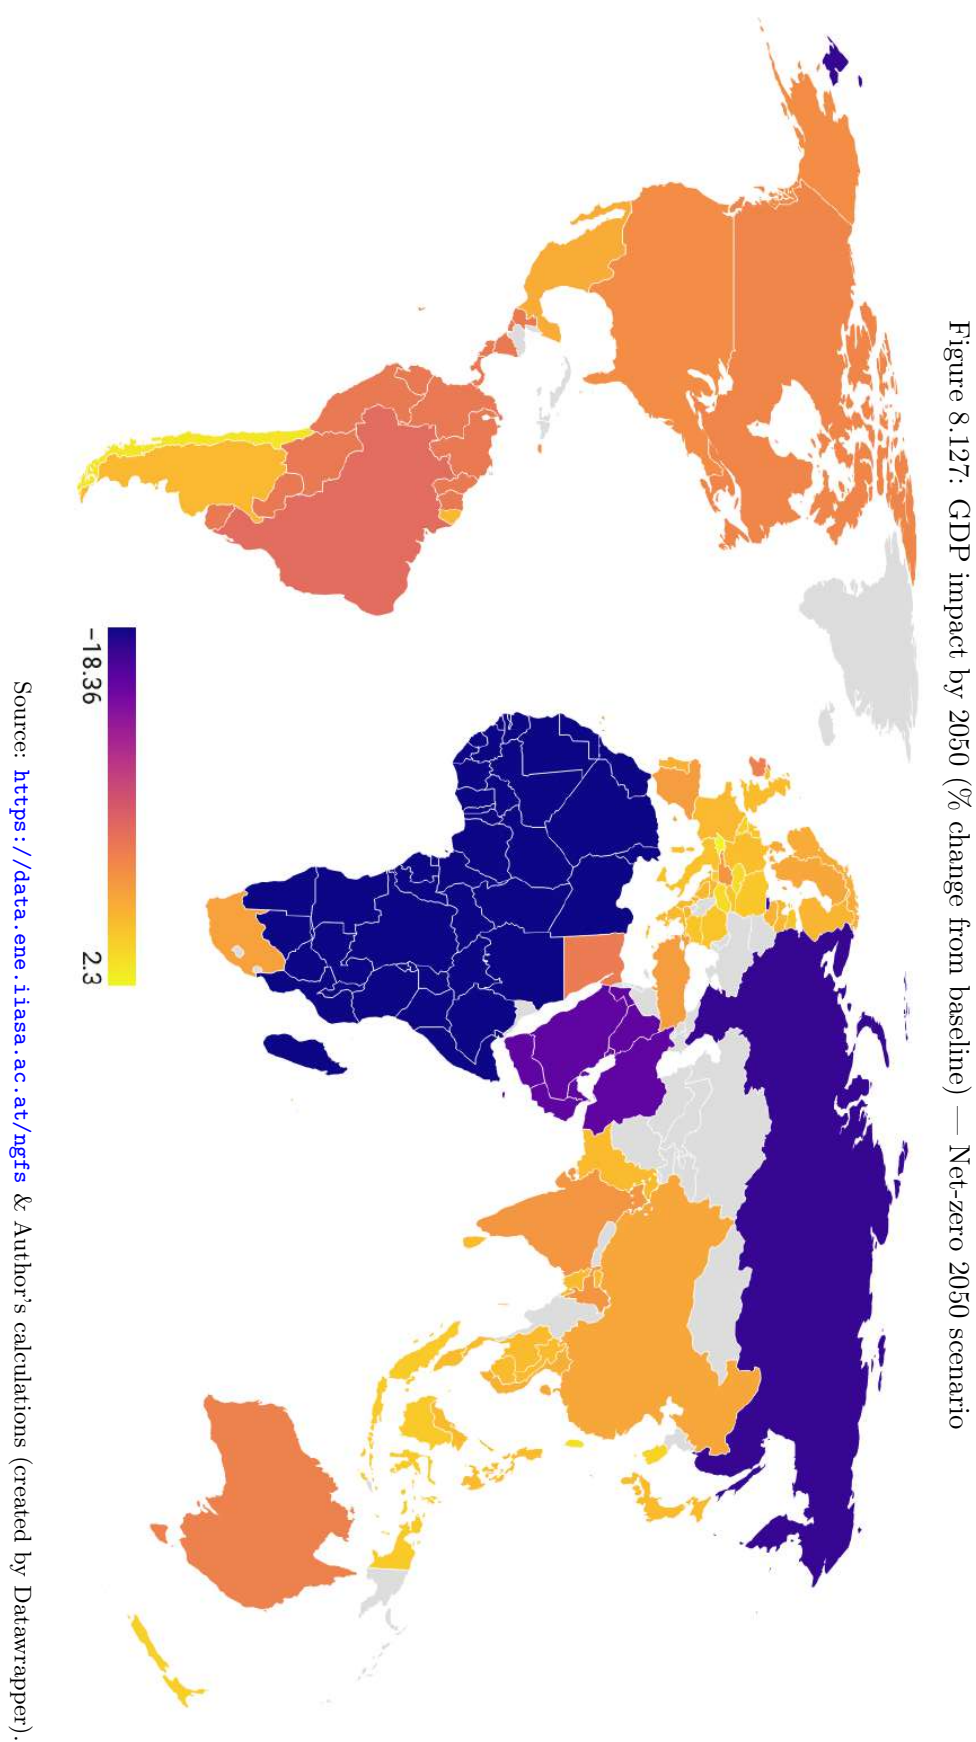 Figure 8.127: GDP impact by 2050 (% change from baseline) — Net-zero 2050 scenario
−18.36
2.3
Source: https://data.ene.iiasa.ac.at/ngfs & Author's calculations (created by Datawrapper).